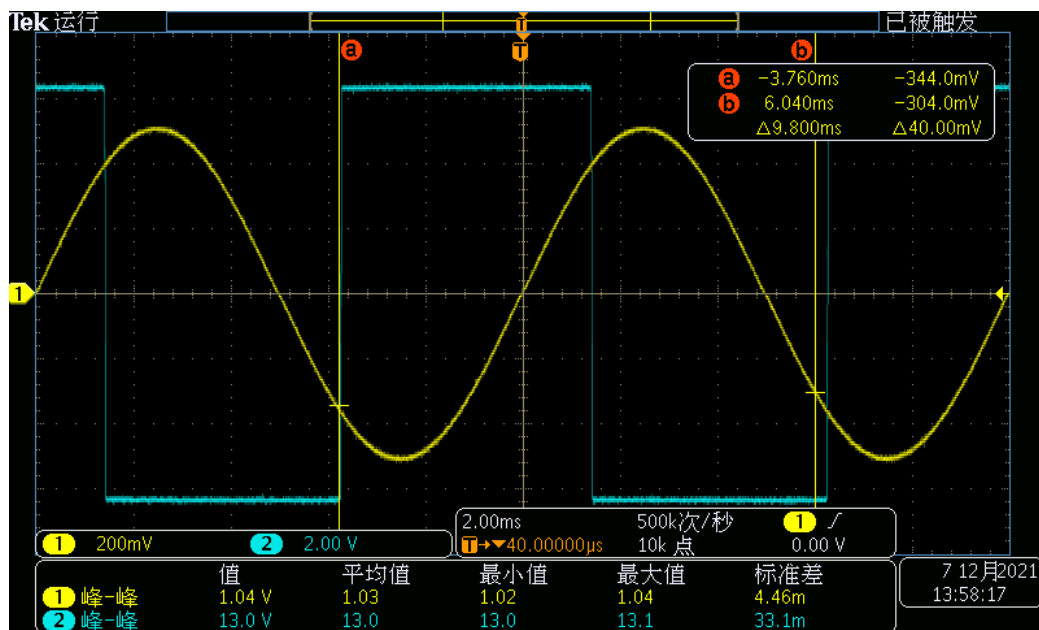 Tek 运行 T 已被触发
a b
T
a -3.760ms -344.0mV
b 6.040ms -304.0mV
△9.800ms △40.00mV
1
1 200mV 2 2.00 V
2.00ms 500k次/秒 1 /
T→▼40.00000μs 10k 点 0.00 V
值 平均值 最小值 最大值 标准差
1 峰-峰 1.04 V 1.03 1.02 1.04 4.46m
2 峰-峰 13.0 V 13.0 13.0 13.1 33.1m
7 12月2021
13:58:17